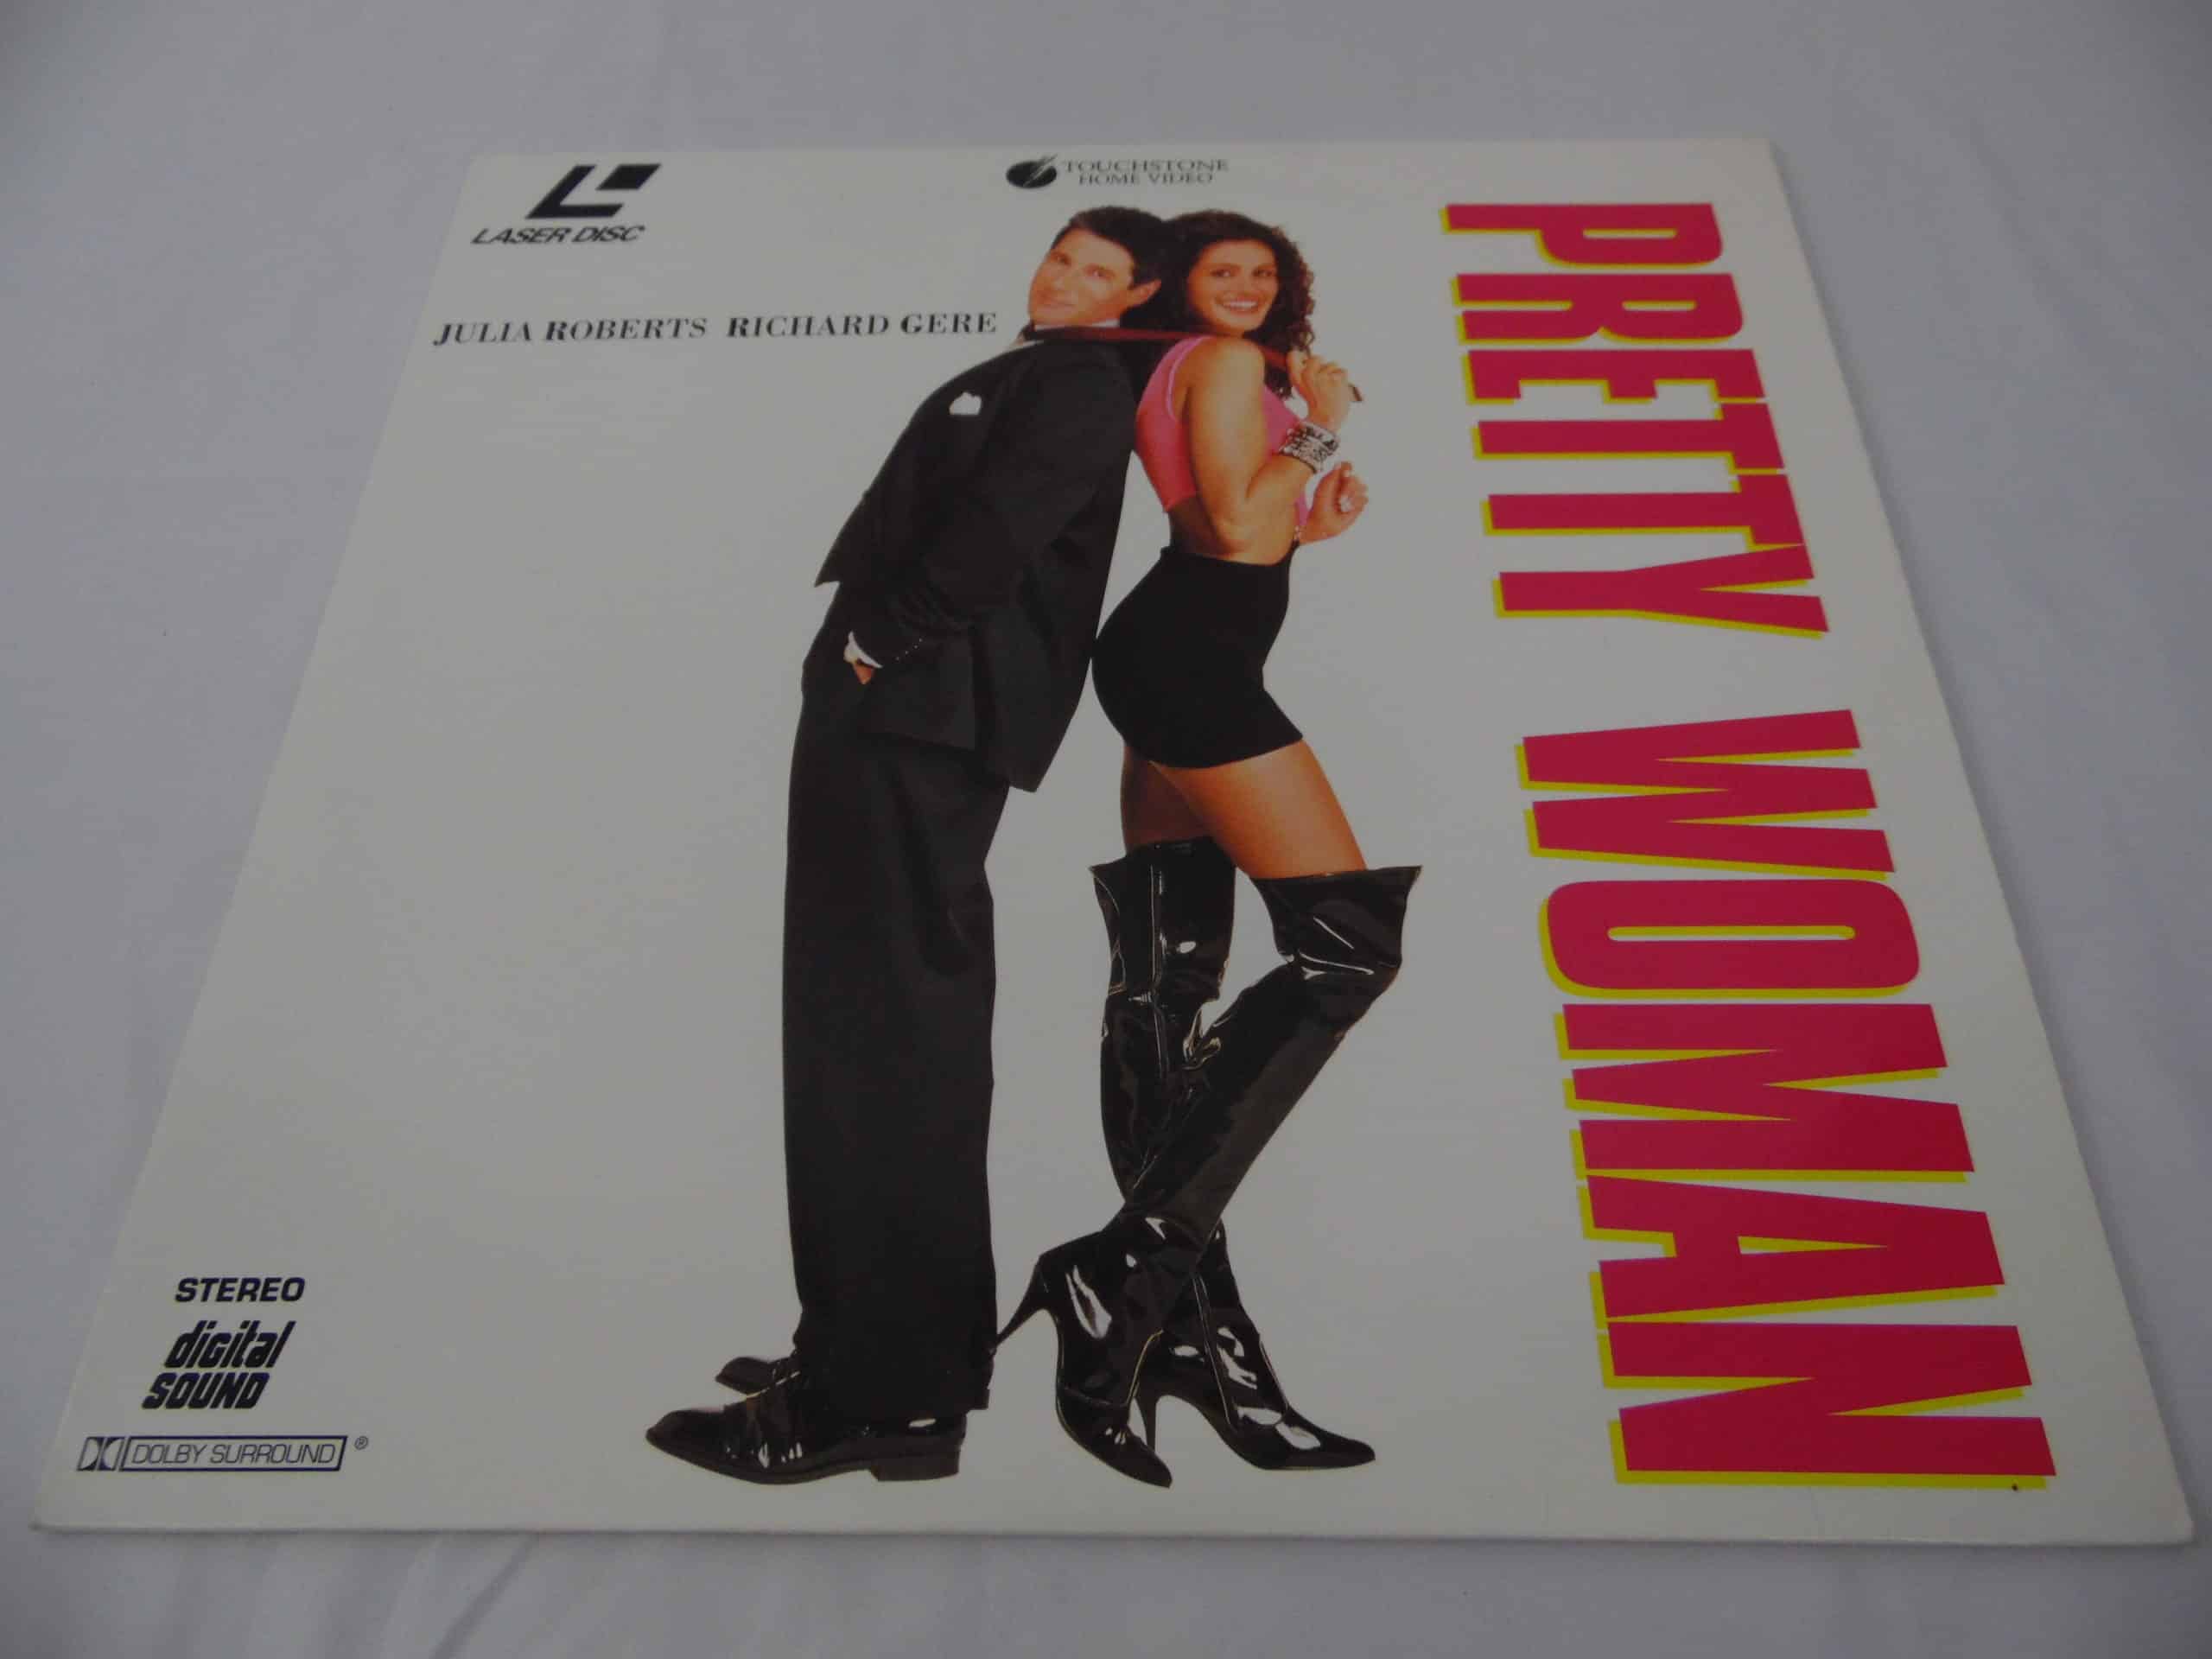 LASER DISC
TOUCHSTONE
HOME VIDEO
JULIA ROBERTS RICHARD GERE
PRETTY WOMAN
STEREO
digital
SOUND
DOLBY SURROUND ®